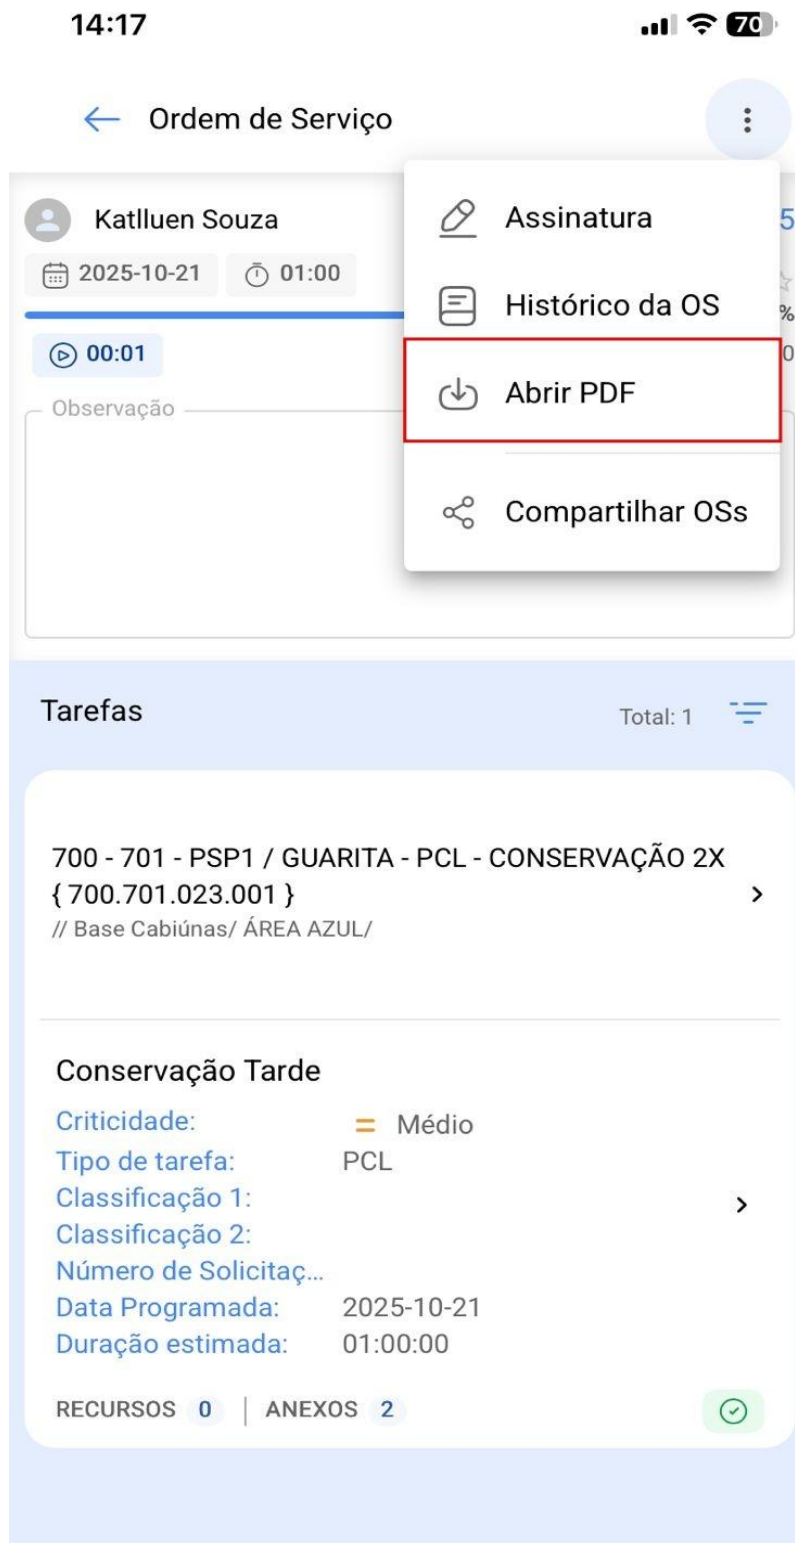 14:17
70
Ordem de Serviço
Katlluen Souza
5
2025-10-21
01:00
%
00:01
0
Observação
Assinatura
Histórico da OS
Abrir PDF
Compartilhar OSs
Tarefas
Total: 1
700 - 701 - PSP1 / GUARITA - PCL - CONSERVAÇÃO 2X
{ 700.701.023.001 }
// Base Cabiúnas/ ÁREA AZUL/
Conservação Tarde
Criticidade: Médio
Tipo de tarefa: PCL
Classificação 1:
Classificação 2:
Número de Solicitaç...
Data Programada: 2025-10-21
Duração estimada: 01:00:00
RECURSOS 0 | ANEXOS 2